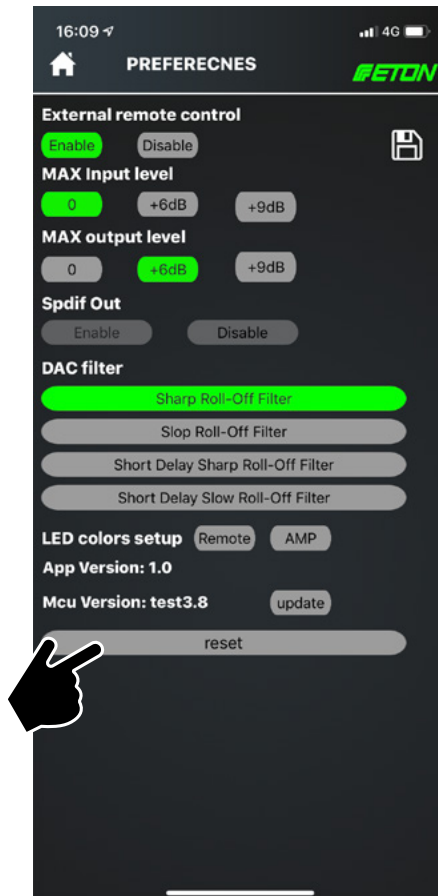 16:09 4G
PREFERECNES ETON
External remote control
Enable Disable
MAX Input level
0 +6dB +9dB
MAX output level
0 +6dB +9dB
Spdif Out
Enable Disable
DAC filter
Sharp Roll-Off Filter
Slop Roll-Off Filter
Short Delay Sharp Roll-Off Filter
Short Delay Slow Roll-Off Filter
LED colors setup Remote AMP
App Version: 1.0
Mcu Version: test3.8 update
reset